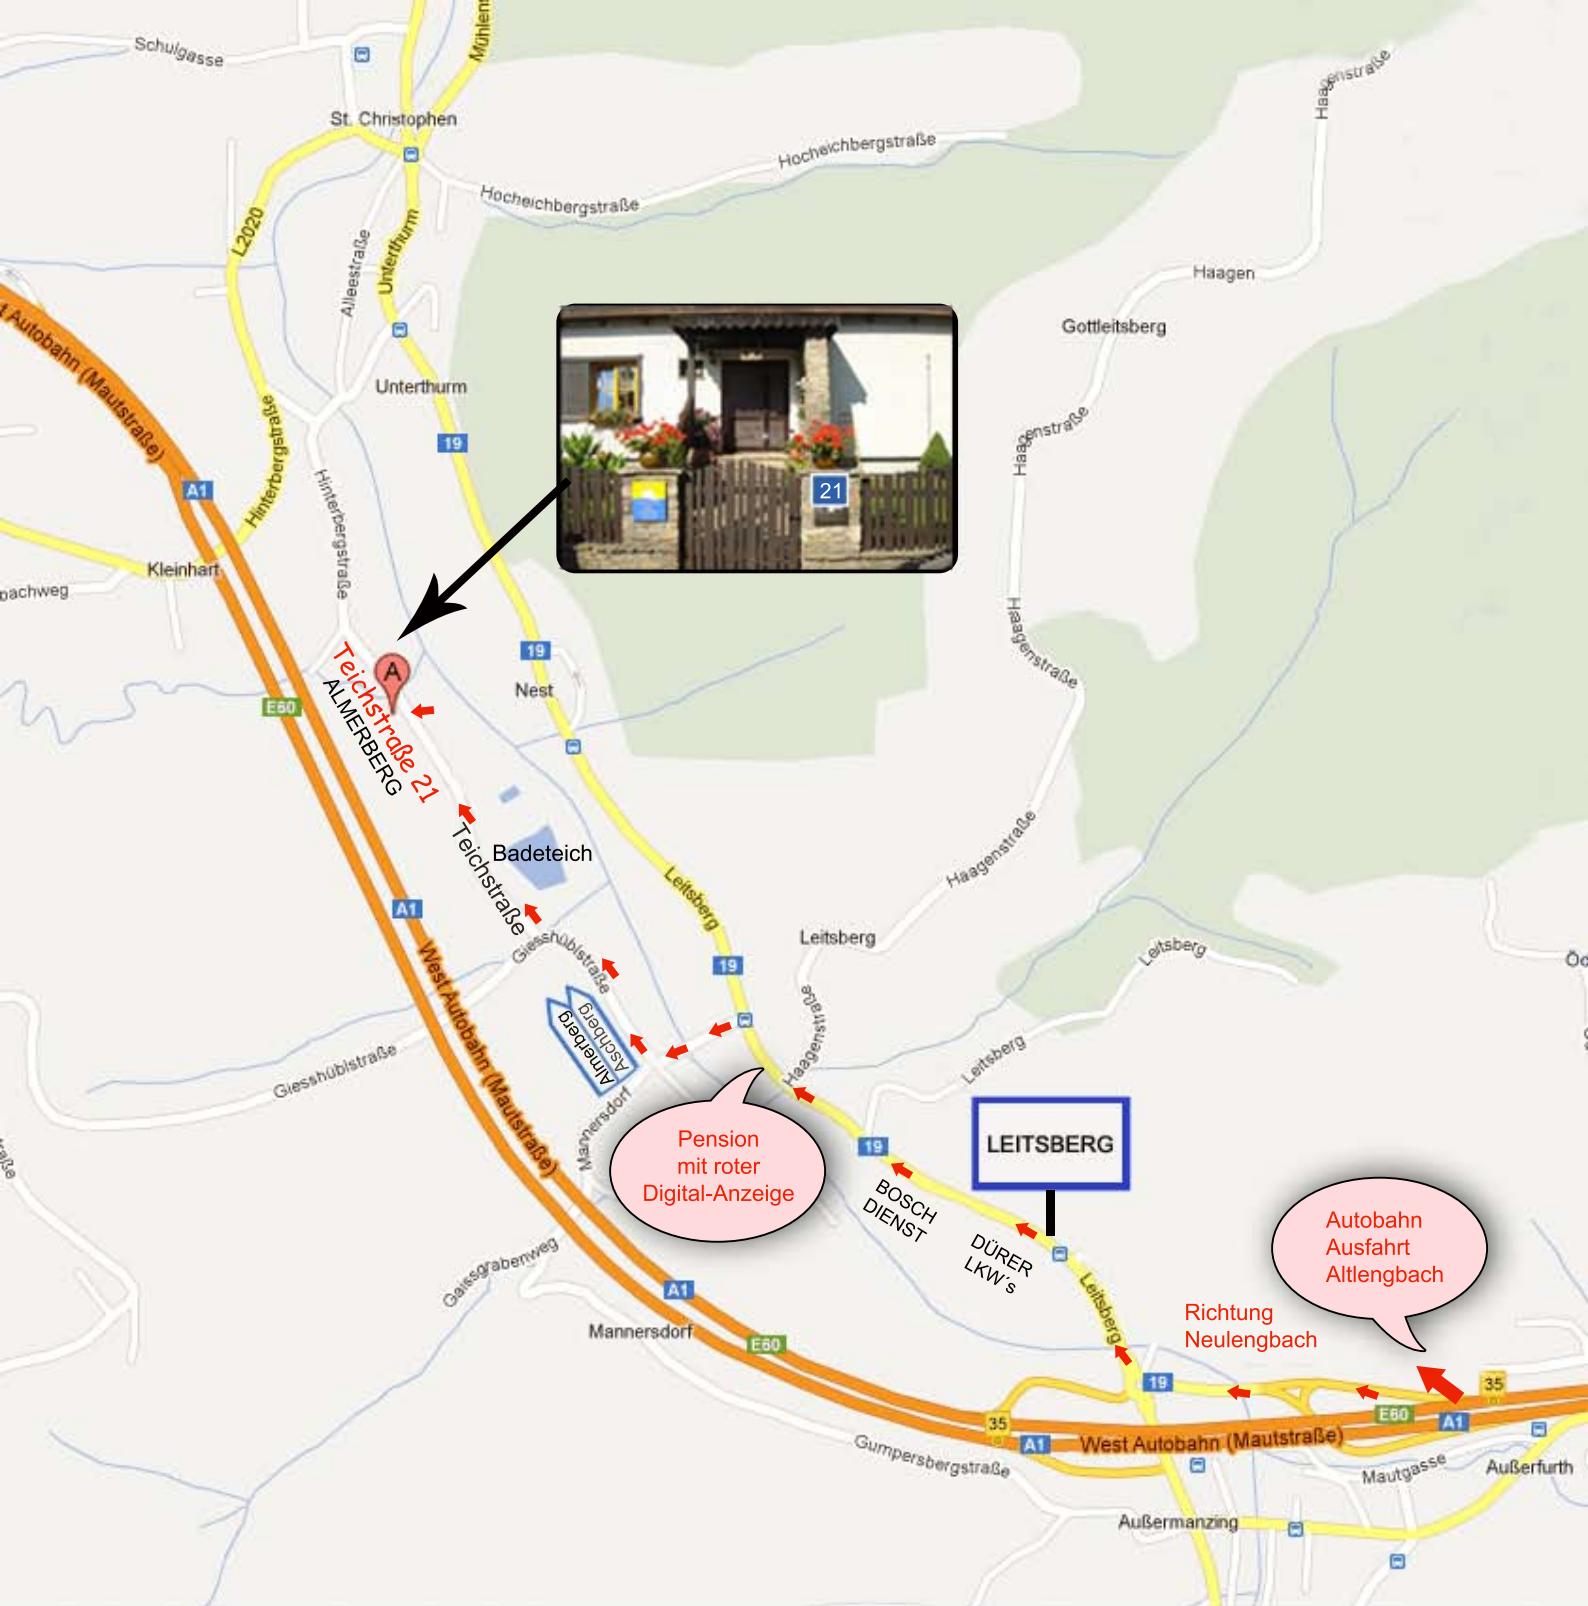 Schulgasse
St. Christophen
Hocheichbergstraße
Hocheichbergstraße
Haagenstraße
L2020
Alleestraße
Unterthurm
Haagen
Gottleitsberg
t Autobahn (Mautstraße)
Unterthurm
19
Hinterbergstraße
Haagenstraße
A1
Hinterbergstraße
21
Kleinhart
bachweg
Haagenstraße
19
A
Nest
E60
Teichstraße 21
ALMERBERG
Teichstraße
Badeteich
Haagenstraße
A1
Leitsberg
Leitsberg
Leitsberg
Giesshüblstraße
19
West Autobahn (Mautstraße)
Almerberg
Aschberg
Haagenstraße
Leitsberg
Giesshüblstraße
Mannersdorf
19
LEITSBERG
Pension
mit roter
Digital-Anzeige
BOSCH
DIENST
DÜRER
LKW´s
Gaissgrabenweg
A1
Leitsberg
Autobahn
Ausfahrt
Altlengbach
Richtung
Neulengbach
Mannersdorf
E60
19
35
35
E60
A1
A1
West Autobahn (Mautstraße)
Gumpersbergstraße
Mautgasse
Außerfurth
Außermanzing